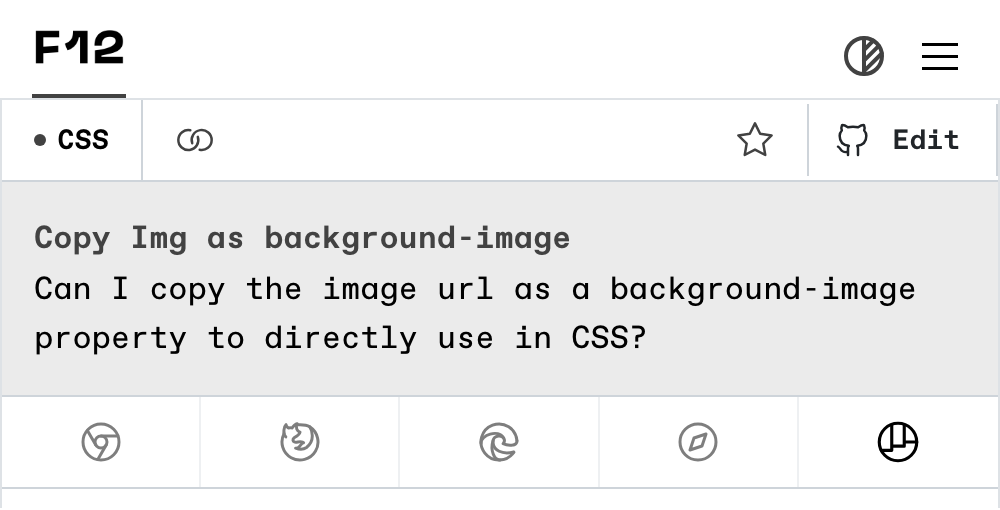 F12
CSS
Edit
Copy Img as background-image
Can I copy the image url as a background-image
property to directly use in CSS?